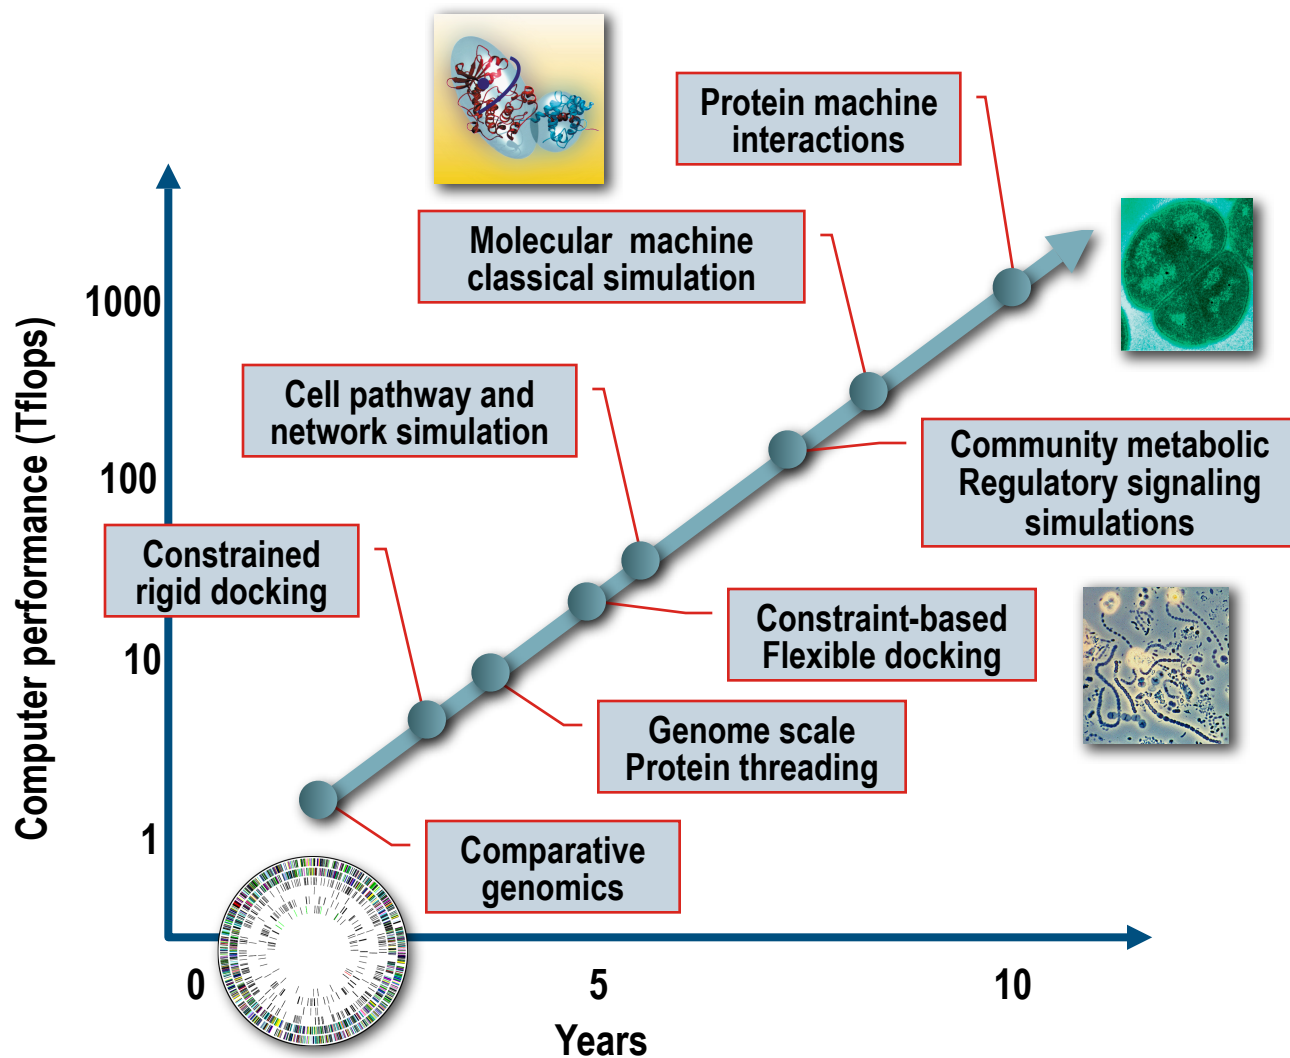 Protein machine
interactions
Molecular machine
classical simulation
1000
Cell pathway and
network simulation
Community metabolic
Regulatory signaling
simulations
100
Constrained
rigid docking
Constraint-based
Flexible docking
10
Genome scale
Protein threading
1
Comparative
genomics
Computer performance (Tflops)
0 5 10
Years